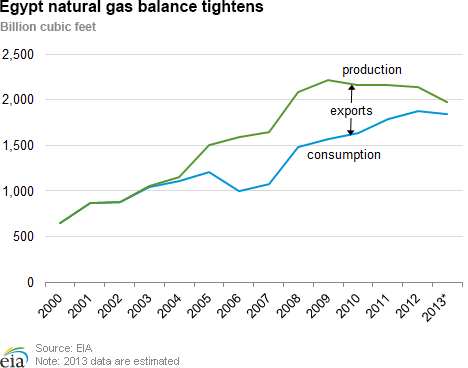 Egypt natural gas balance tightens
Billion cubic feet
2,500
2,000
1,500
1,000
500
0
production
exports
consumption
2000
2001
2002
2003
2004
2005
2006
2007
2008
2009
2010
2011
2012
2013*
eia
Source: EIA
Note: 2013 data are estimated